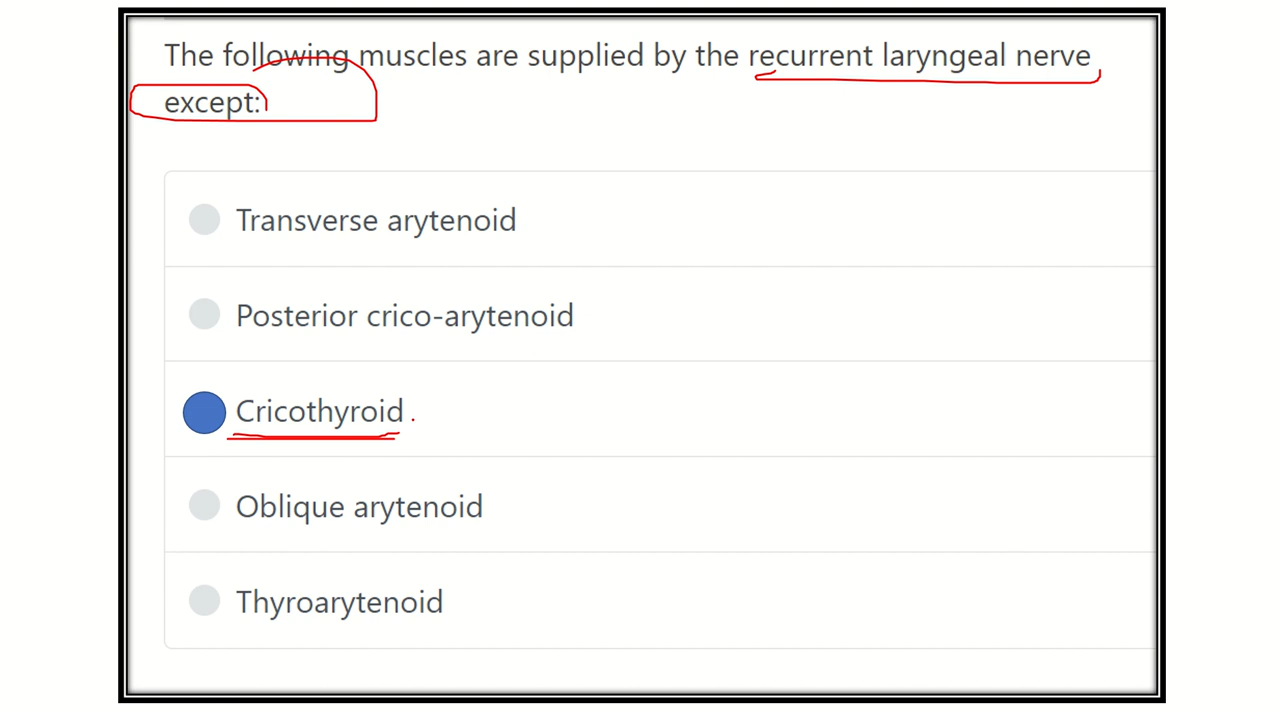 The following muscles are supplied by the recurrent laryngeal nerve
except:
Transverse arytenoid
Posterior crico-arytenoid
Cricothyroid
Oblique arytenoid
Thyroarytenoid